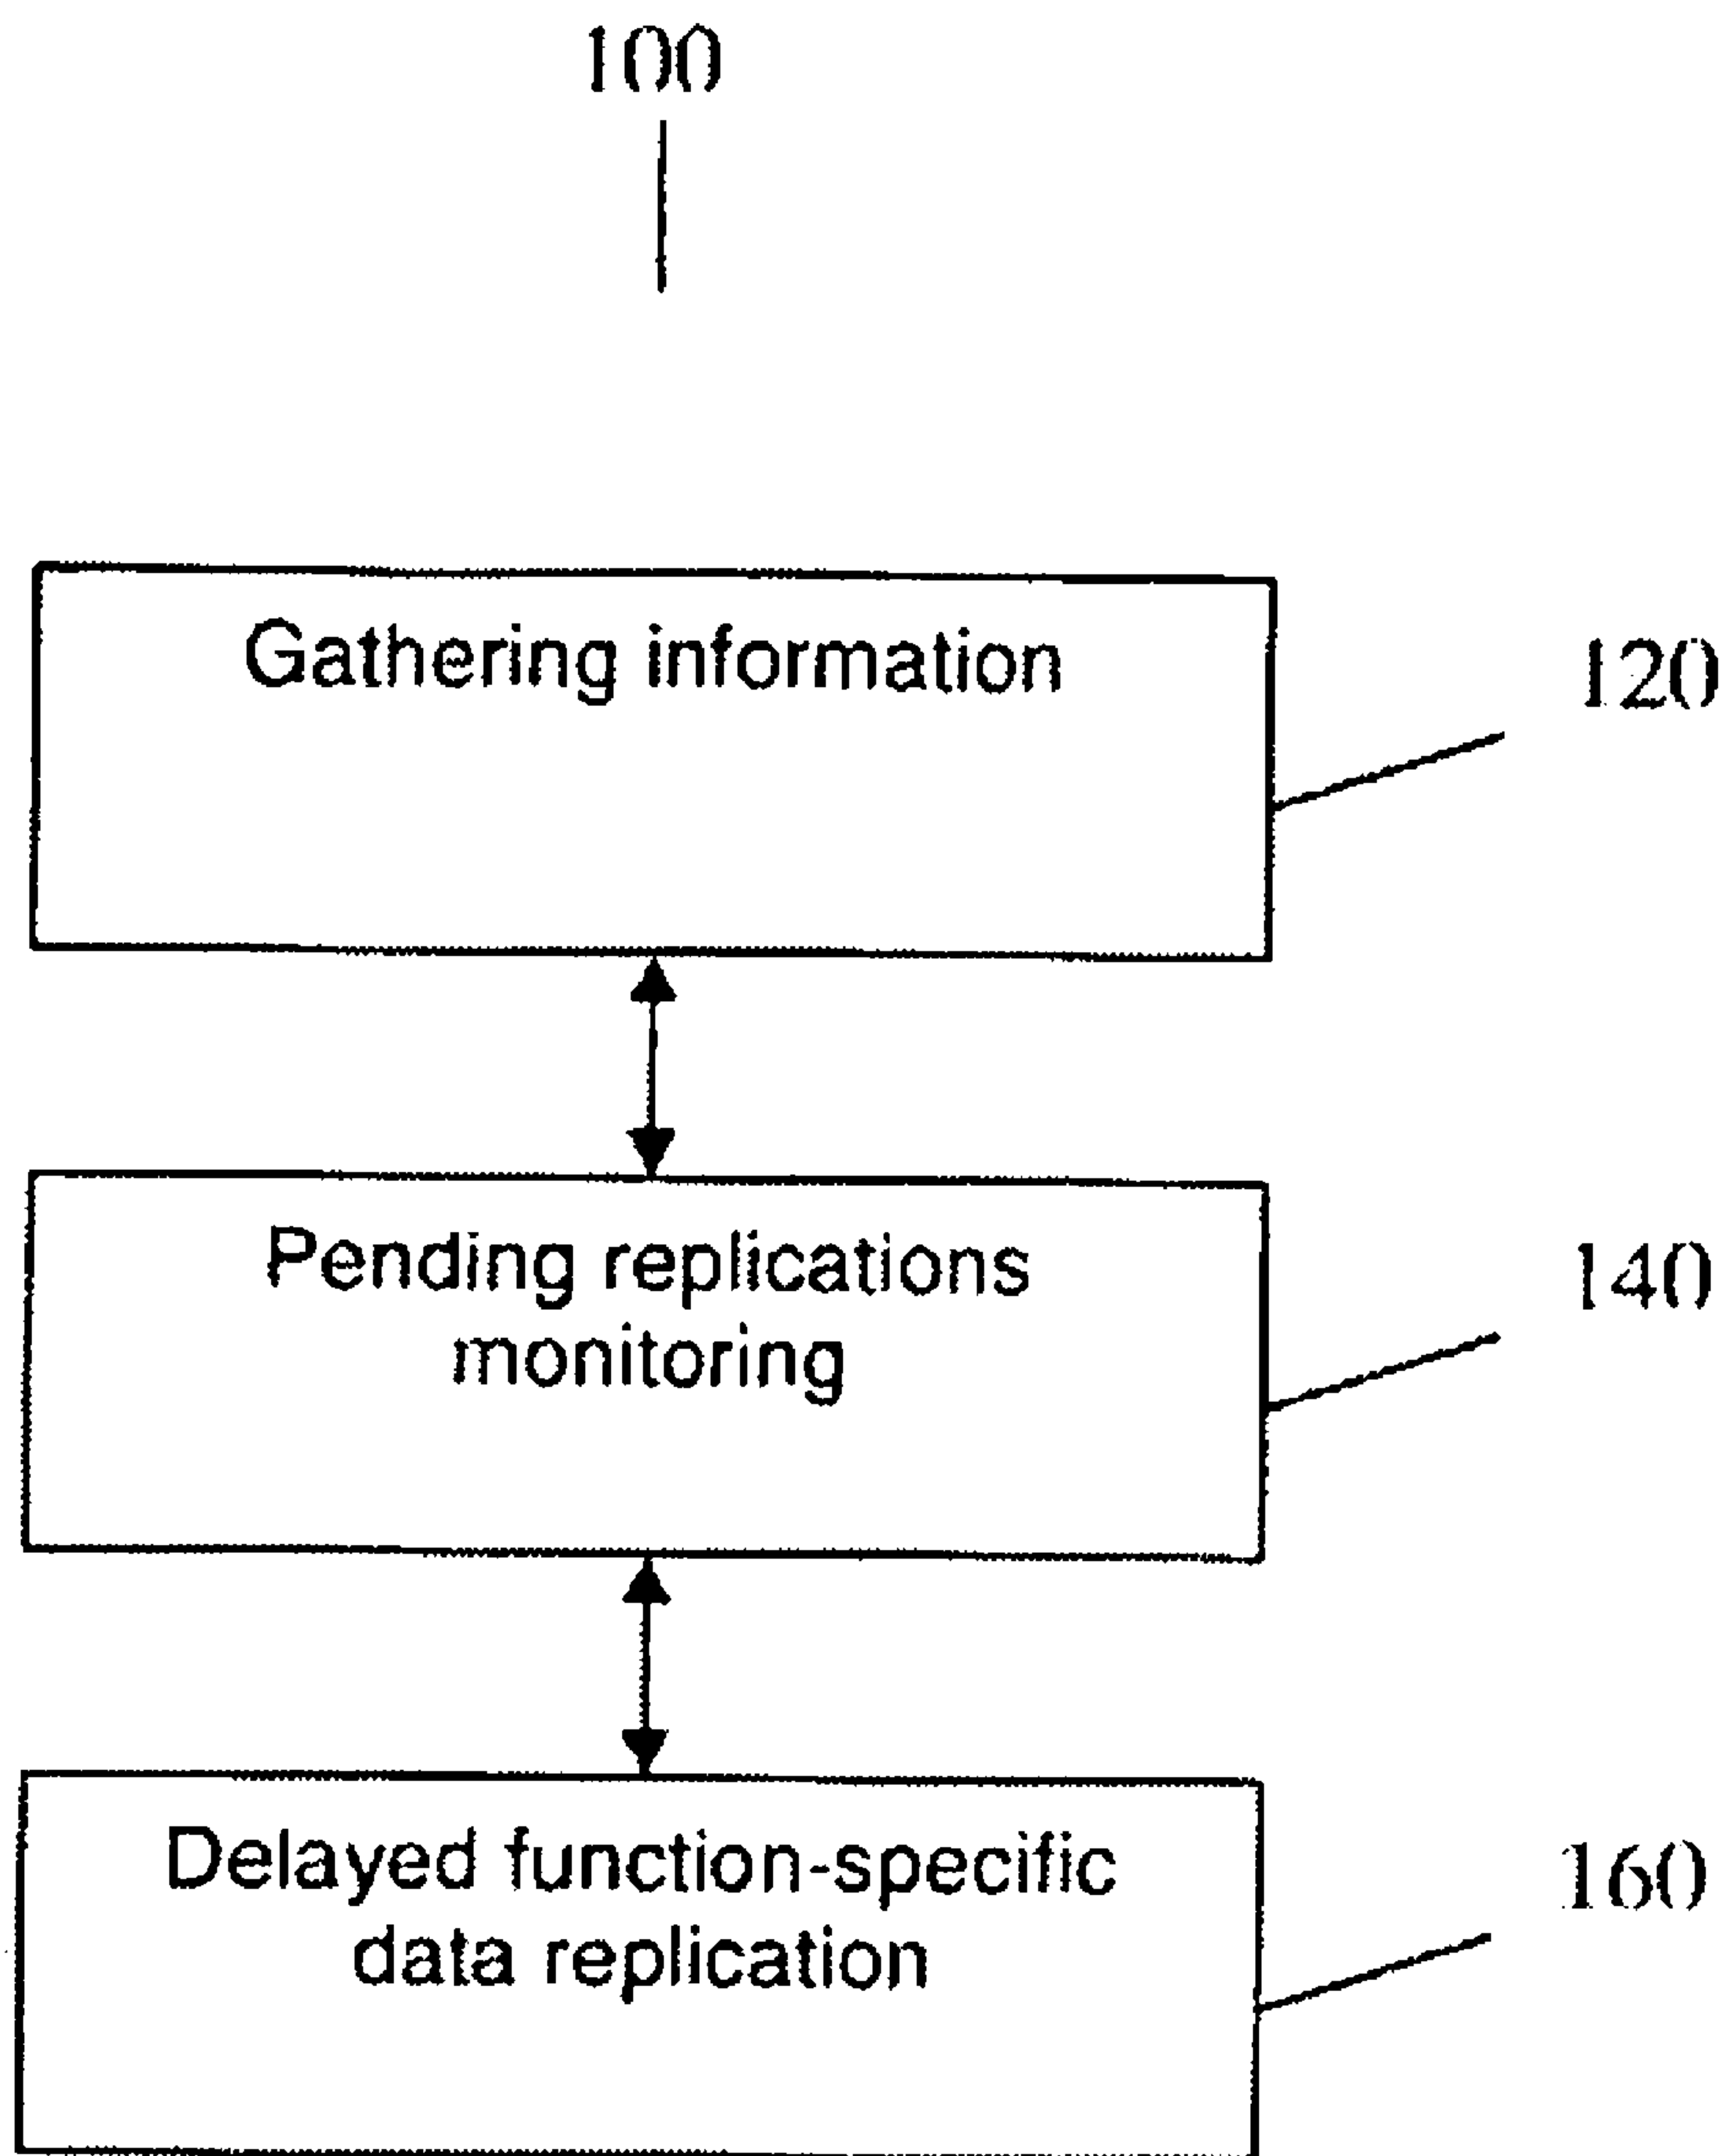 100
Gathering information
120
Pending replications
monitoring
140
Delayed function-specific
data replication
160